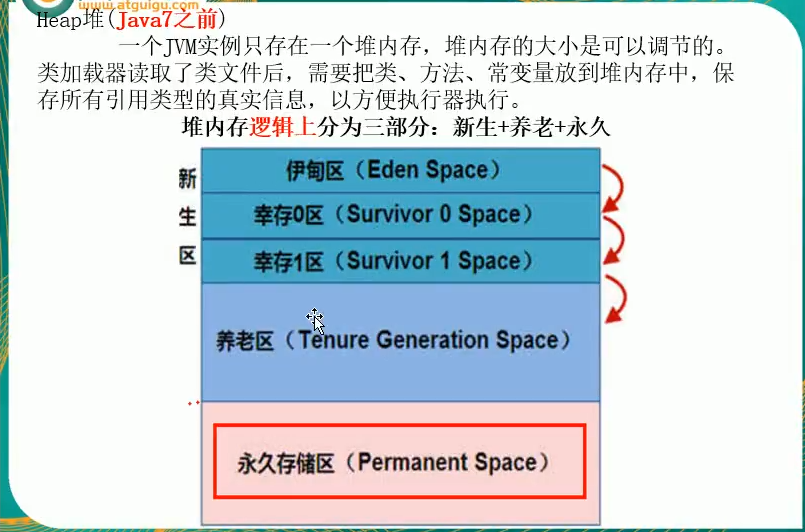 www.atguigu.com
Heap堆(Java7之前)
一个JVM实例只存在一个堆内存，堆内存的大小是可以调节的。
类加载器读取了类文件后，需要把类、方法、常变量放到堆内存中，保
存所有引用类型的真实信息，以方便执行器执行。
堆内存逻辑上分为三部分：新生+养老+永久
新
生
区
伊甸区（Eden Space）
幸存0区（Survivor 0 Space）
幸存1区（Survivor 1 Space）
养老区（Tenure Generation Space）
永久存储区（Permanent Space）